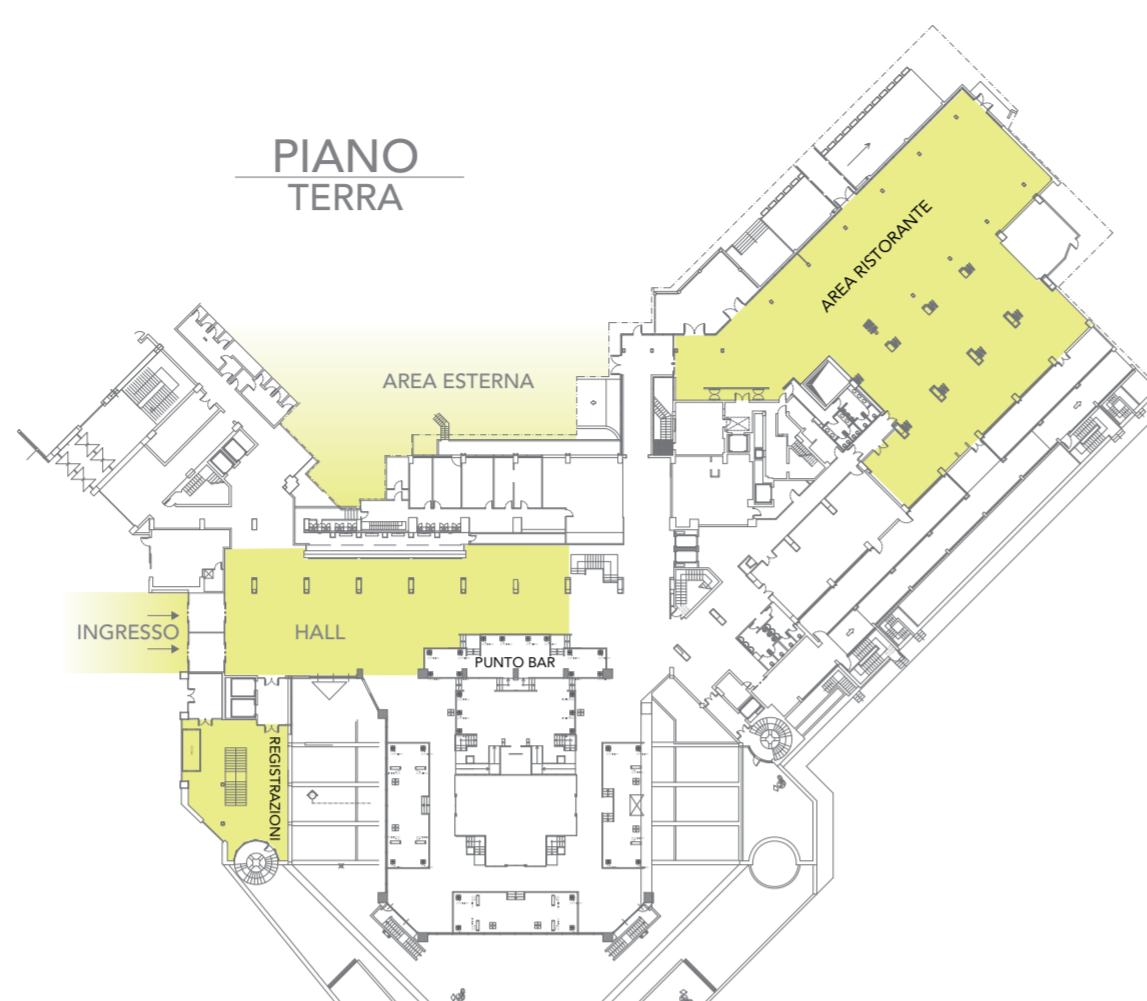 PIANO
TERRA
AREA RISTORANTE
AREA ESTERNA
INGRESSO
HALL
PUNTO BAR
REGISTRAZIONI